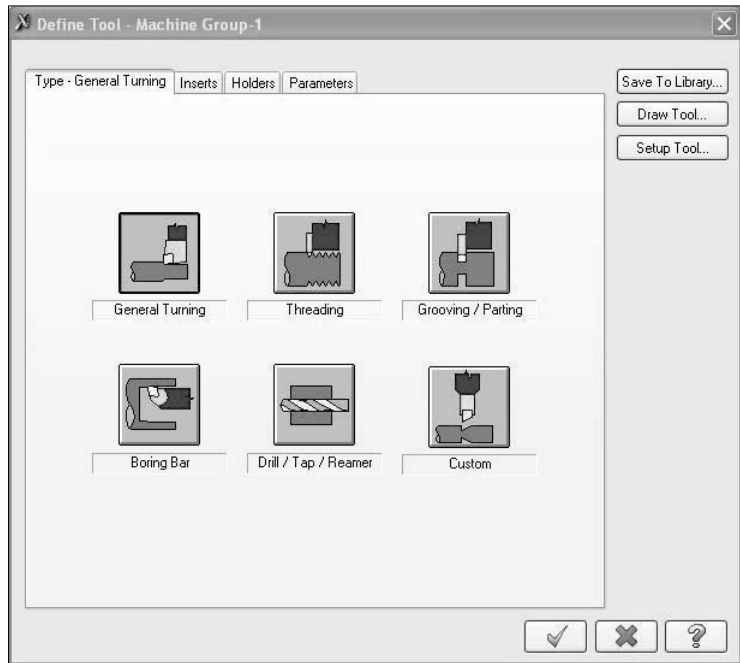 Define Tool - Machine Group-1
Type - General Turning Inserts Holders Parameters
Save To Library...
Draw Tool...
Setup Tool...
General Turning Threading Grooving / Parting
Boring Bar Drill / Tap / Reamer Custom